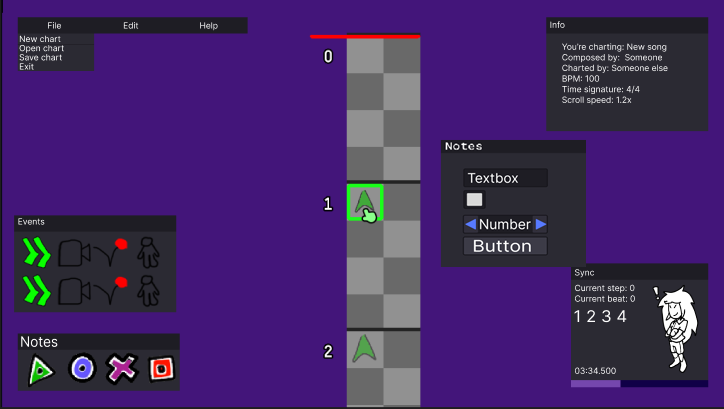 File Edit Help
New chart
Open chart
Save chart
Exit
0
1
2
Info
You're charting: New song
Composed by: Someone
Charted by: Someone else
BPM: 100
Time signature: 4/4
Scroll speed: 1.2x
Notes
Textbox
Number
Button
Events
Notes
Sync
Current step: 0
Current beat: 0
1 2 3 4
!
03:34.500